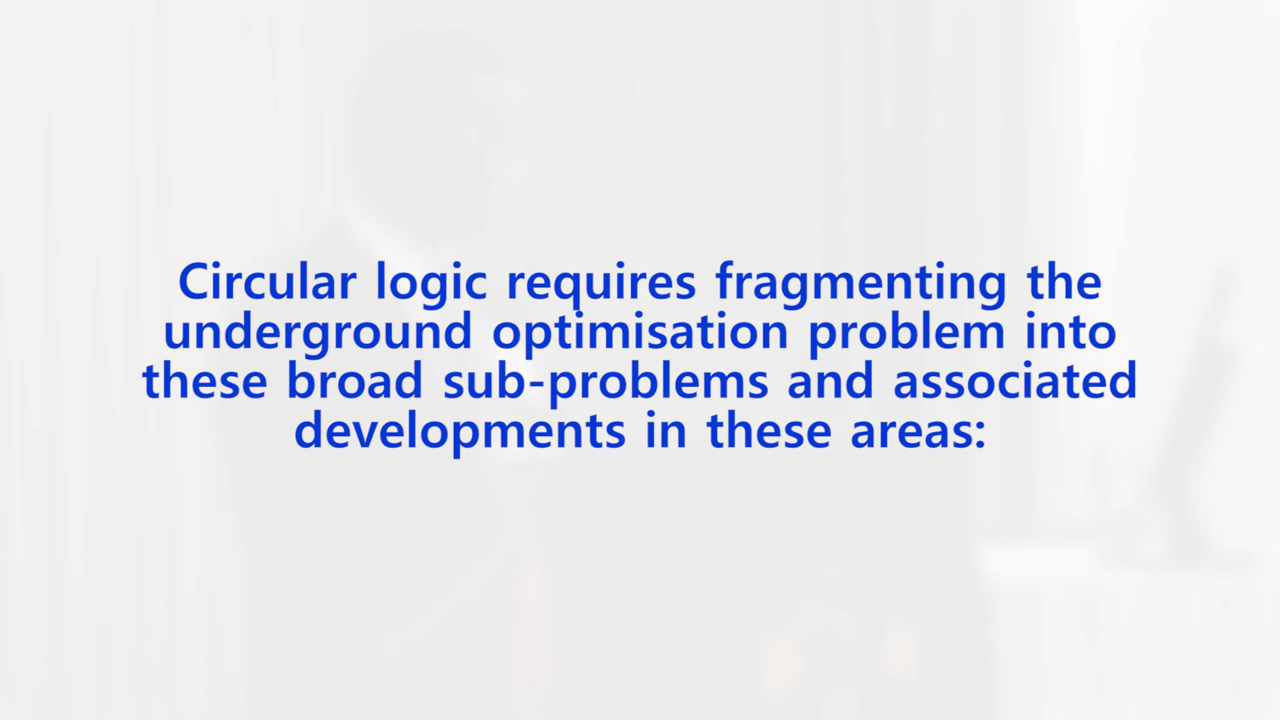 Circular logic requires fragmenting the
underground optimisation problem into
these broad sub-problems and associated
developments in these areas: